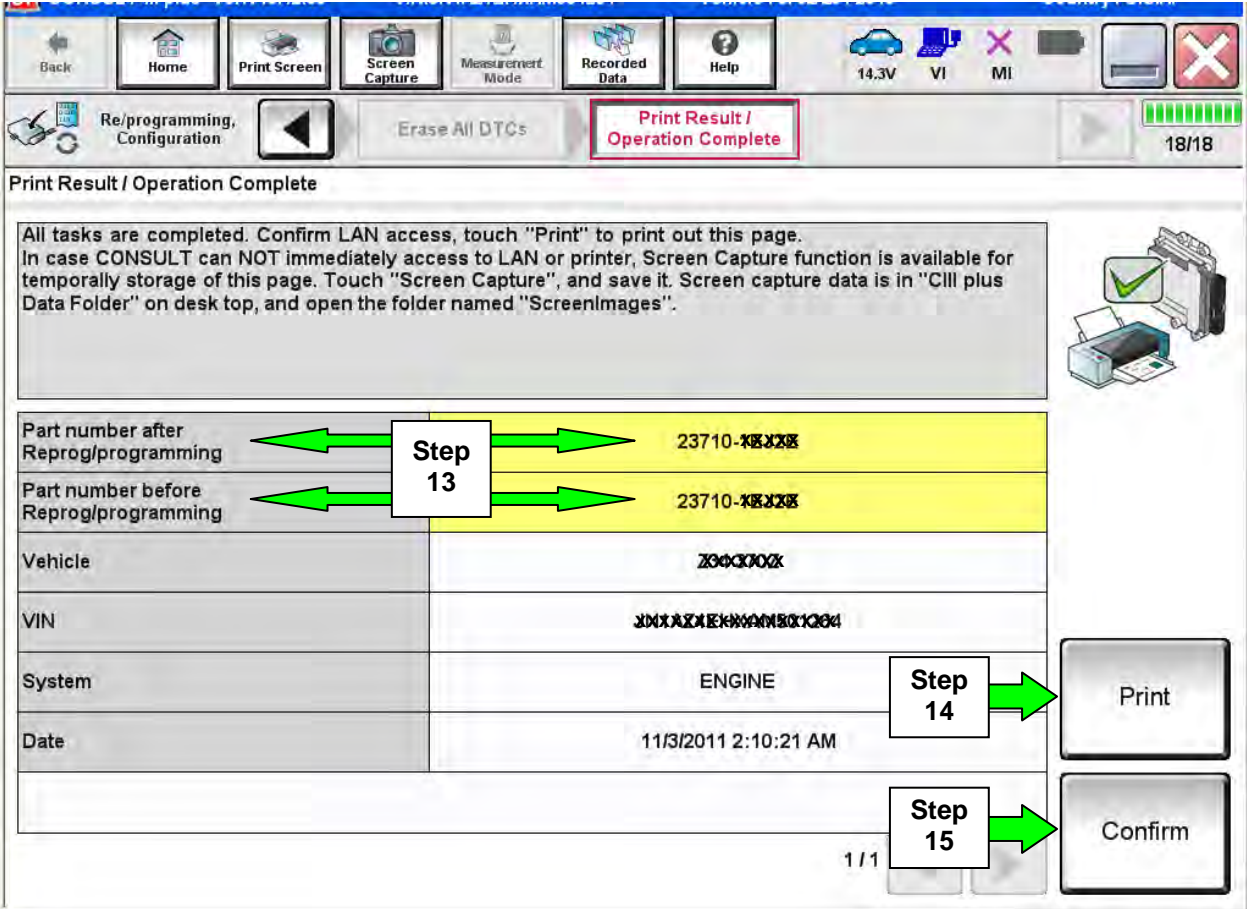 Back
Home
Print Screen
Screen Capture
Measurement Mode
Recorded Data
Help
14.3V
VI
MI
Re/programming, Configuration
Erase All DTCs
Print Result / Operation Complete
18/18
Print Result / Operation Complete
All tasks are completed. Confirm LAN access, touch "Print" to print out this page.
In case CONSULT can NOT immediately access to LAN or printer, Screen Capture function is available for
temporally storage of this page. Touch "Screen Capture", and save it. Screen capture data is in "CIII plus
Data Folder" on desk top, and open the folder named "ScreenImages".
Part number after
Reprog/programming
23710-
Step
13
Part number before
Reprog/programming
23710-
Vehicle
VIN
System
ENGINE
Step
14
Print
Date
11/3/2011 2:10:21 AM
Step
15
Confirm
1/1